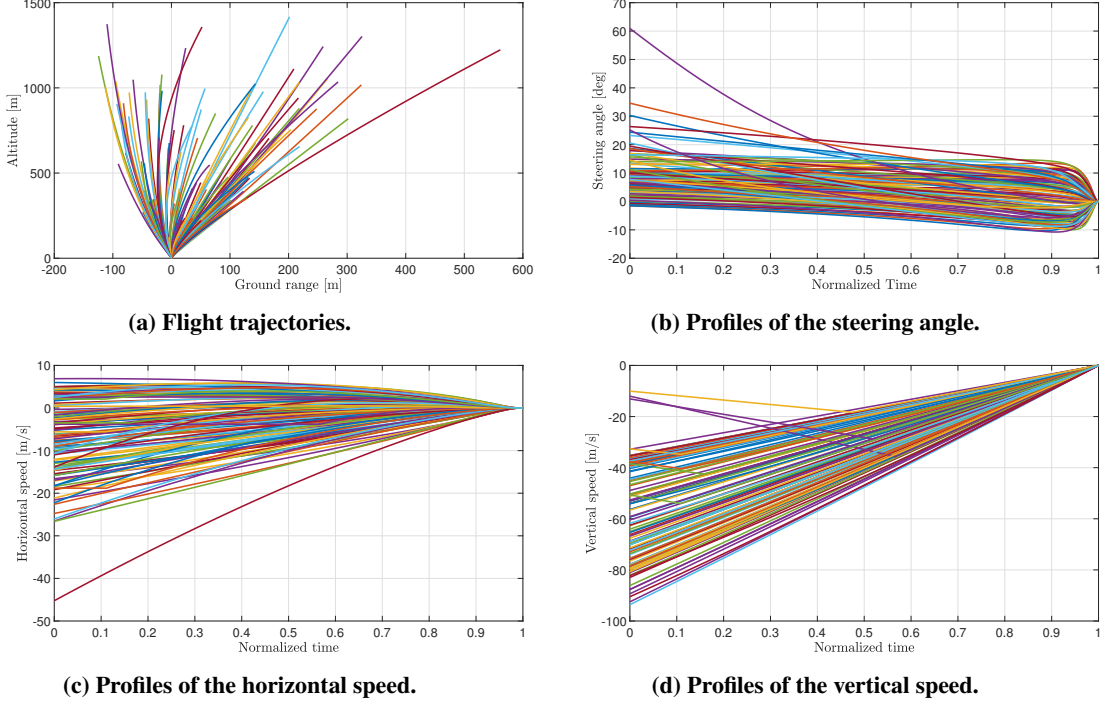 1500
1000
500
0
Altitude [m]
-200 -100 0 100 200 300 400 500 600
Ground range [m]
(a) Flight trajectories.
70
60
50
40
30
20
10
0
-10
-20
Steering angle [deg]
0 0.1 0.2 0.3 0.4 0.5 0.6 0.7 0.8 0.9 1
Normalized Time
(b) Profiles of the steering angle.
10
0
-10
-20
-30
-40
-50
Horizontal speed [m/s]
0 0.1 0.2 0.3 0.4 0.5 0.6 0.7 0.8 0.9 1
Normalized time
(c) Profiles of the horizontal speed.
0
-20
-40
-60
-80
-100
Vertical speed [m/s]
0 0.1 0.2 0.3 0.4 0.5 0.6 0.7 0.8 0.9 1
Normalized time
(d) Profiles of the vertical speed.